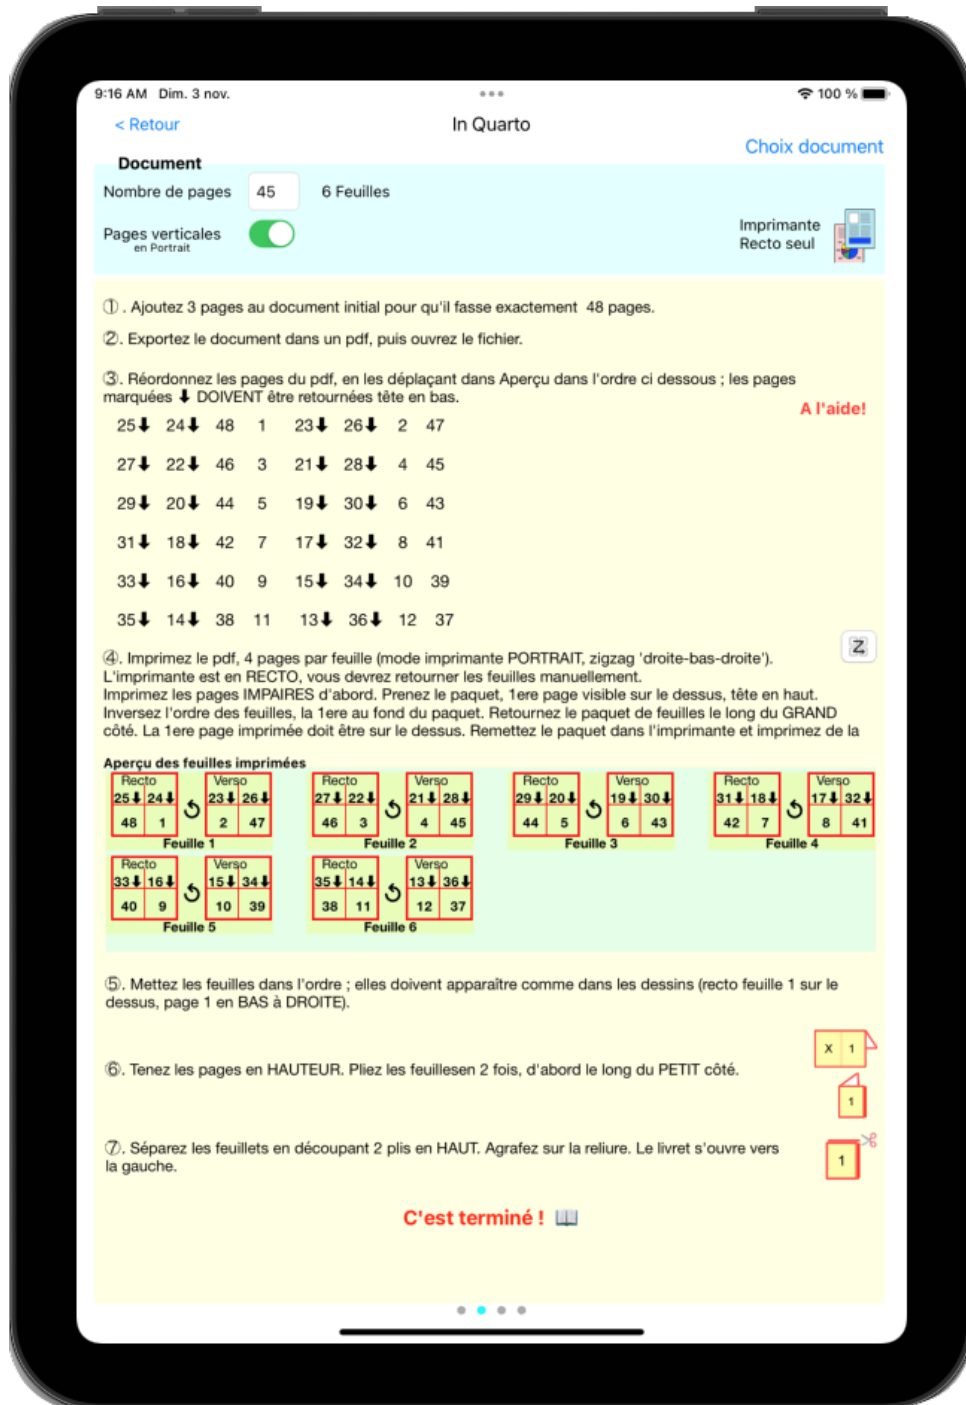 9:16 AM Dim. 3 nov.
100 %
< Retour
In Quarto
Choix document
Document
Nombre de pages 45 6 Feuilles
Pages verticales
en Portrait
Imprimante
Recto seul
①. Ajoutez 3 pages au document initial pour qu'il fasse exactement 48 pages.
②. Exportez le document dans un pdf, puis ouvrez le fichier.
③. Réordonnez les pages du pdf, en les déplaçant dans Aperçu dans l'ordre ci dessous ; les pages
marquées ⬇ DOIVENT être retournées tête en bas.
A l'aide!
25⬇ 24⬇ 48 1 23⬇ 26⬇ 2 47
27⬇ 22⬇ 46 3 21⬇ 28⬇ 4 45
29⬇ 20⬇ 44 5 19⬇ 30⬇ 6 43
31⬇ 18⬇ 42 7 17⬇ 32⬇ 8 41
33⬇ 16⬇ 40 9 15⬇ 34⬇ 10 39
35⬇ 14⬇ 38 11 13⬇ 36⬇ 12 37
Z
④. Imprimez le pdf, 4 pages par feuille (mode imprimante PORTRAIT, zigzag 'droite-bas-droite').
L'imprimante est en RECTO, vous devrez retourner les feuilles manuellement.
Imprimez les pages IMPAIRES d'abord. Prenez le paquet, 1ere page visible sur le dessus, tête en haut.
Inversez l'ordre des feuilles, la 1ere au fond du paquet. Retournez le paquet de feuilles le long du GRAND
côté. La 1ere page imprimée doit être sur le dessus. Remettez le paquet dans l'imprimante et imprimez de la
Aperçu des feuilles imprimées
Recto Verso Recto Verso Recto Verso Recto Verso
25⬇ 24⬇ 23⬇ 26⬇ 27⬇ 22⬇ 21⬇ 28⬇ 29⬇ 20⬇ 19⬇ 30⬇ 31⬇ 18⬇ 17⬇ 32⬇
48 1 2 47 46 3 4 45 44 5 6 43 42 7 8 41
Feuille 1 Feuille 2 Feuille 3 Feuille 4
Recto Verso Recto Verso
33⬇ 16⬇ 15⬇ 34⬇ 35⬇ 14⬇ 13⬇ 36⬇
40 9 10 39 38 11 12 37
Feuille 5 Feuille 6
⑤. Mettez les feuilles dans l'ordre ; elles doivent apparaître comme dans les dessins (recto feuille 1 sur le
dessus, page 1 en BAS à DROITE).
X 1
⑥. Tenez les pages en HAUTEUR. Pliez les feuillesen 2 fois, d'abord le long du PETIT côté.
1
⑦. Séparez les feuillets en découpant 2 plis en HAUT. Agrafez sur la reliure. Le livret s'ouvre vers
la gauche.
1
C'est terminé !